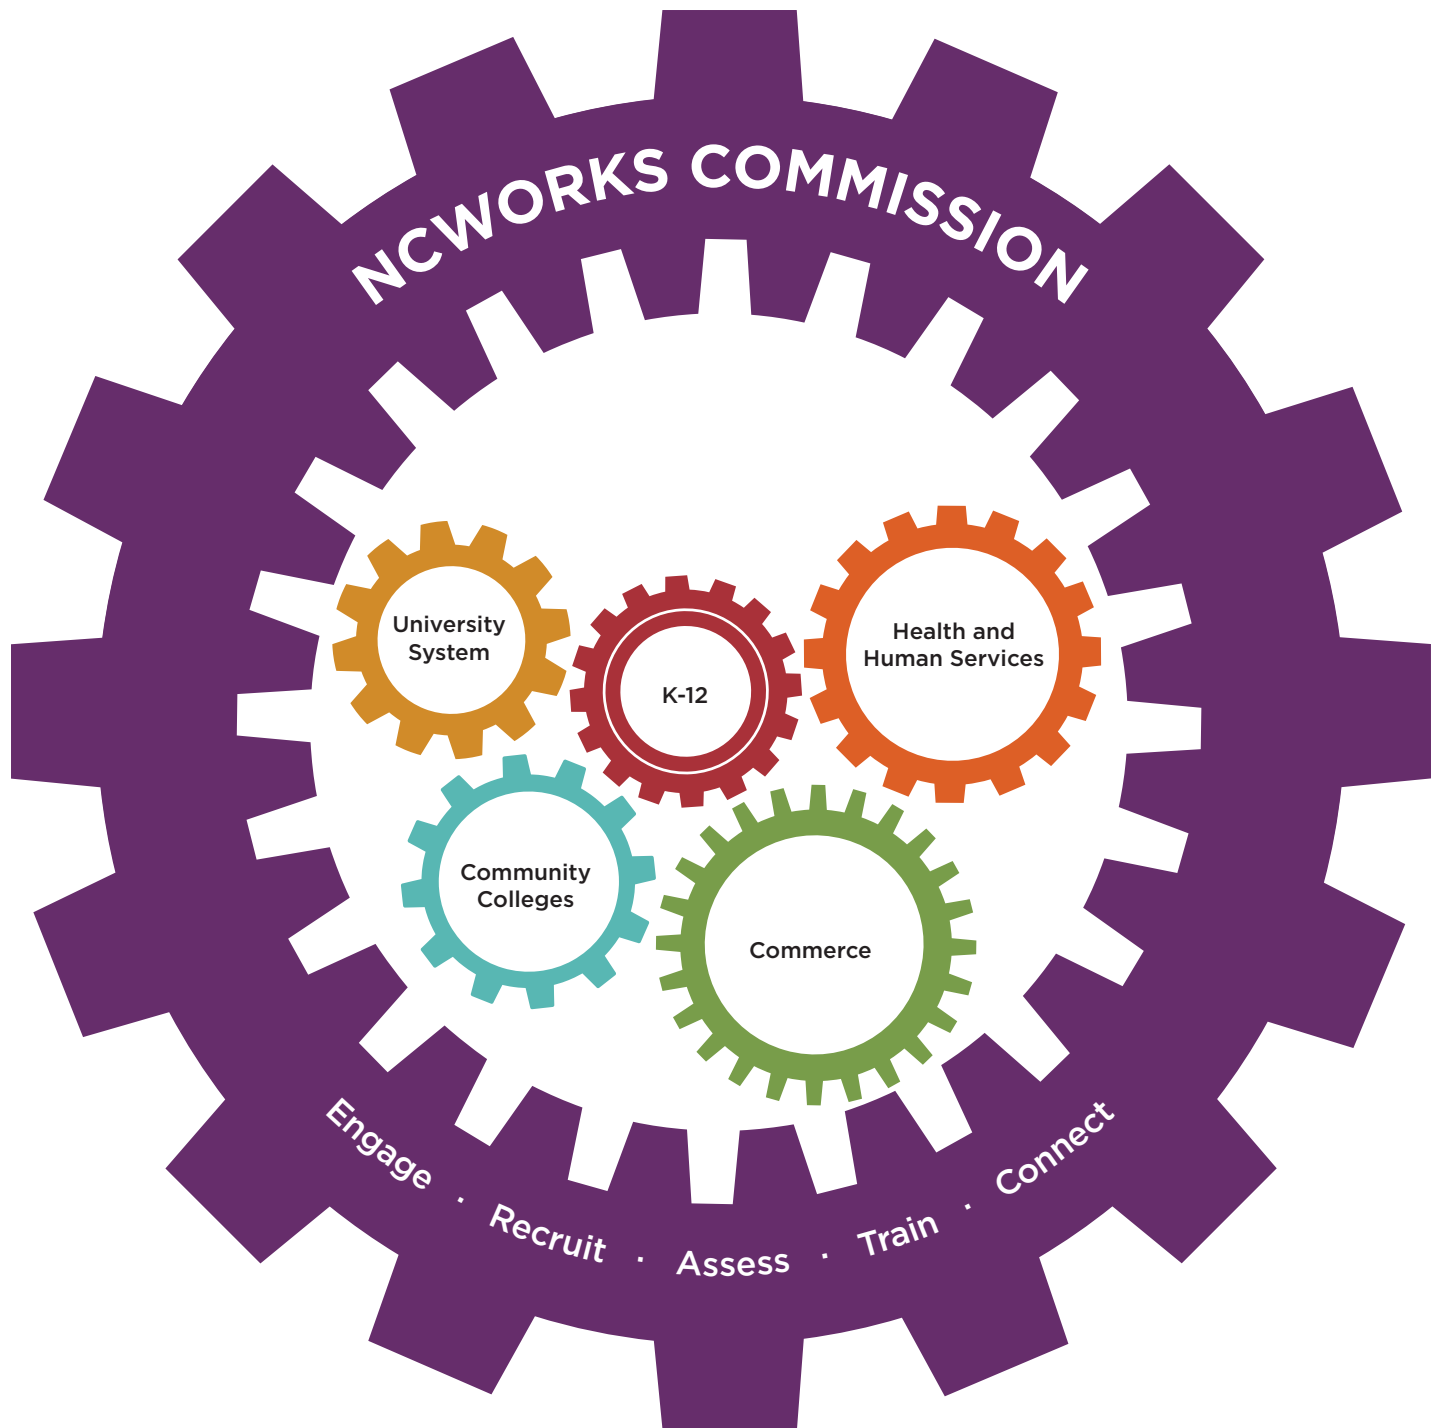 NCWORKS COMMISSION
University
System
K-12
Health and
Human Services
Community
Colleges
Commerce
Engage · Recruit · Assess · Train · Connect